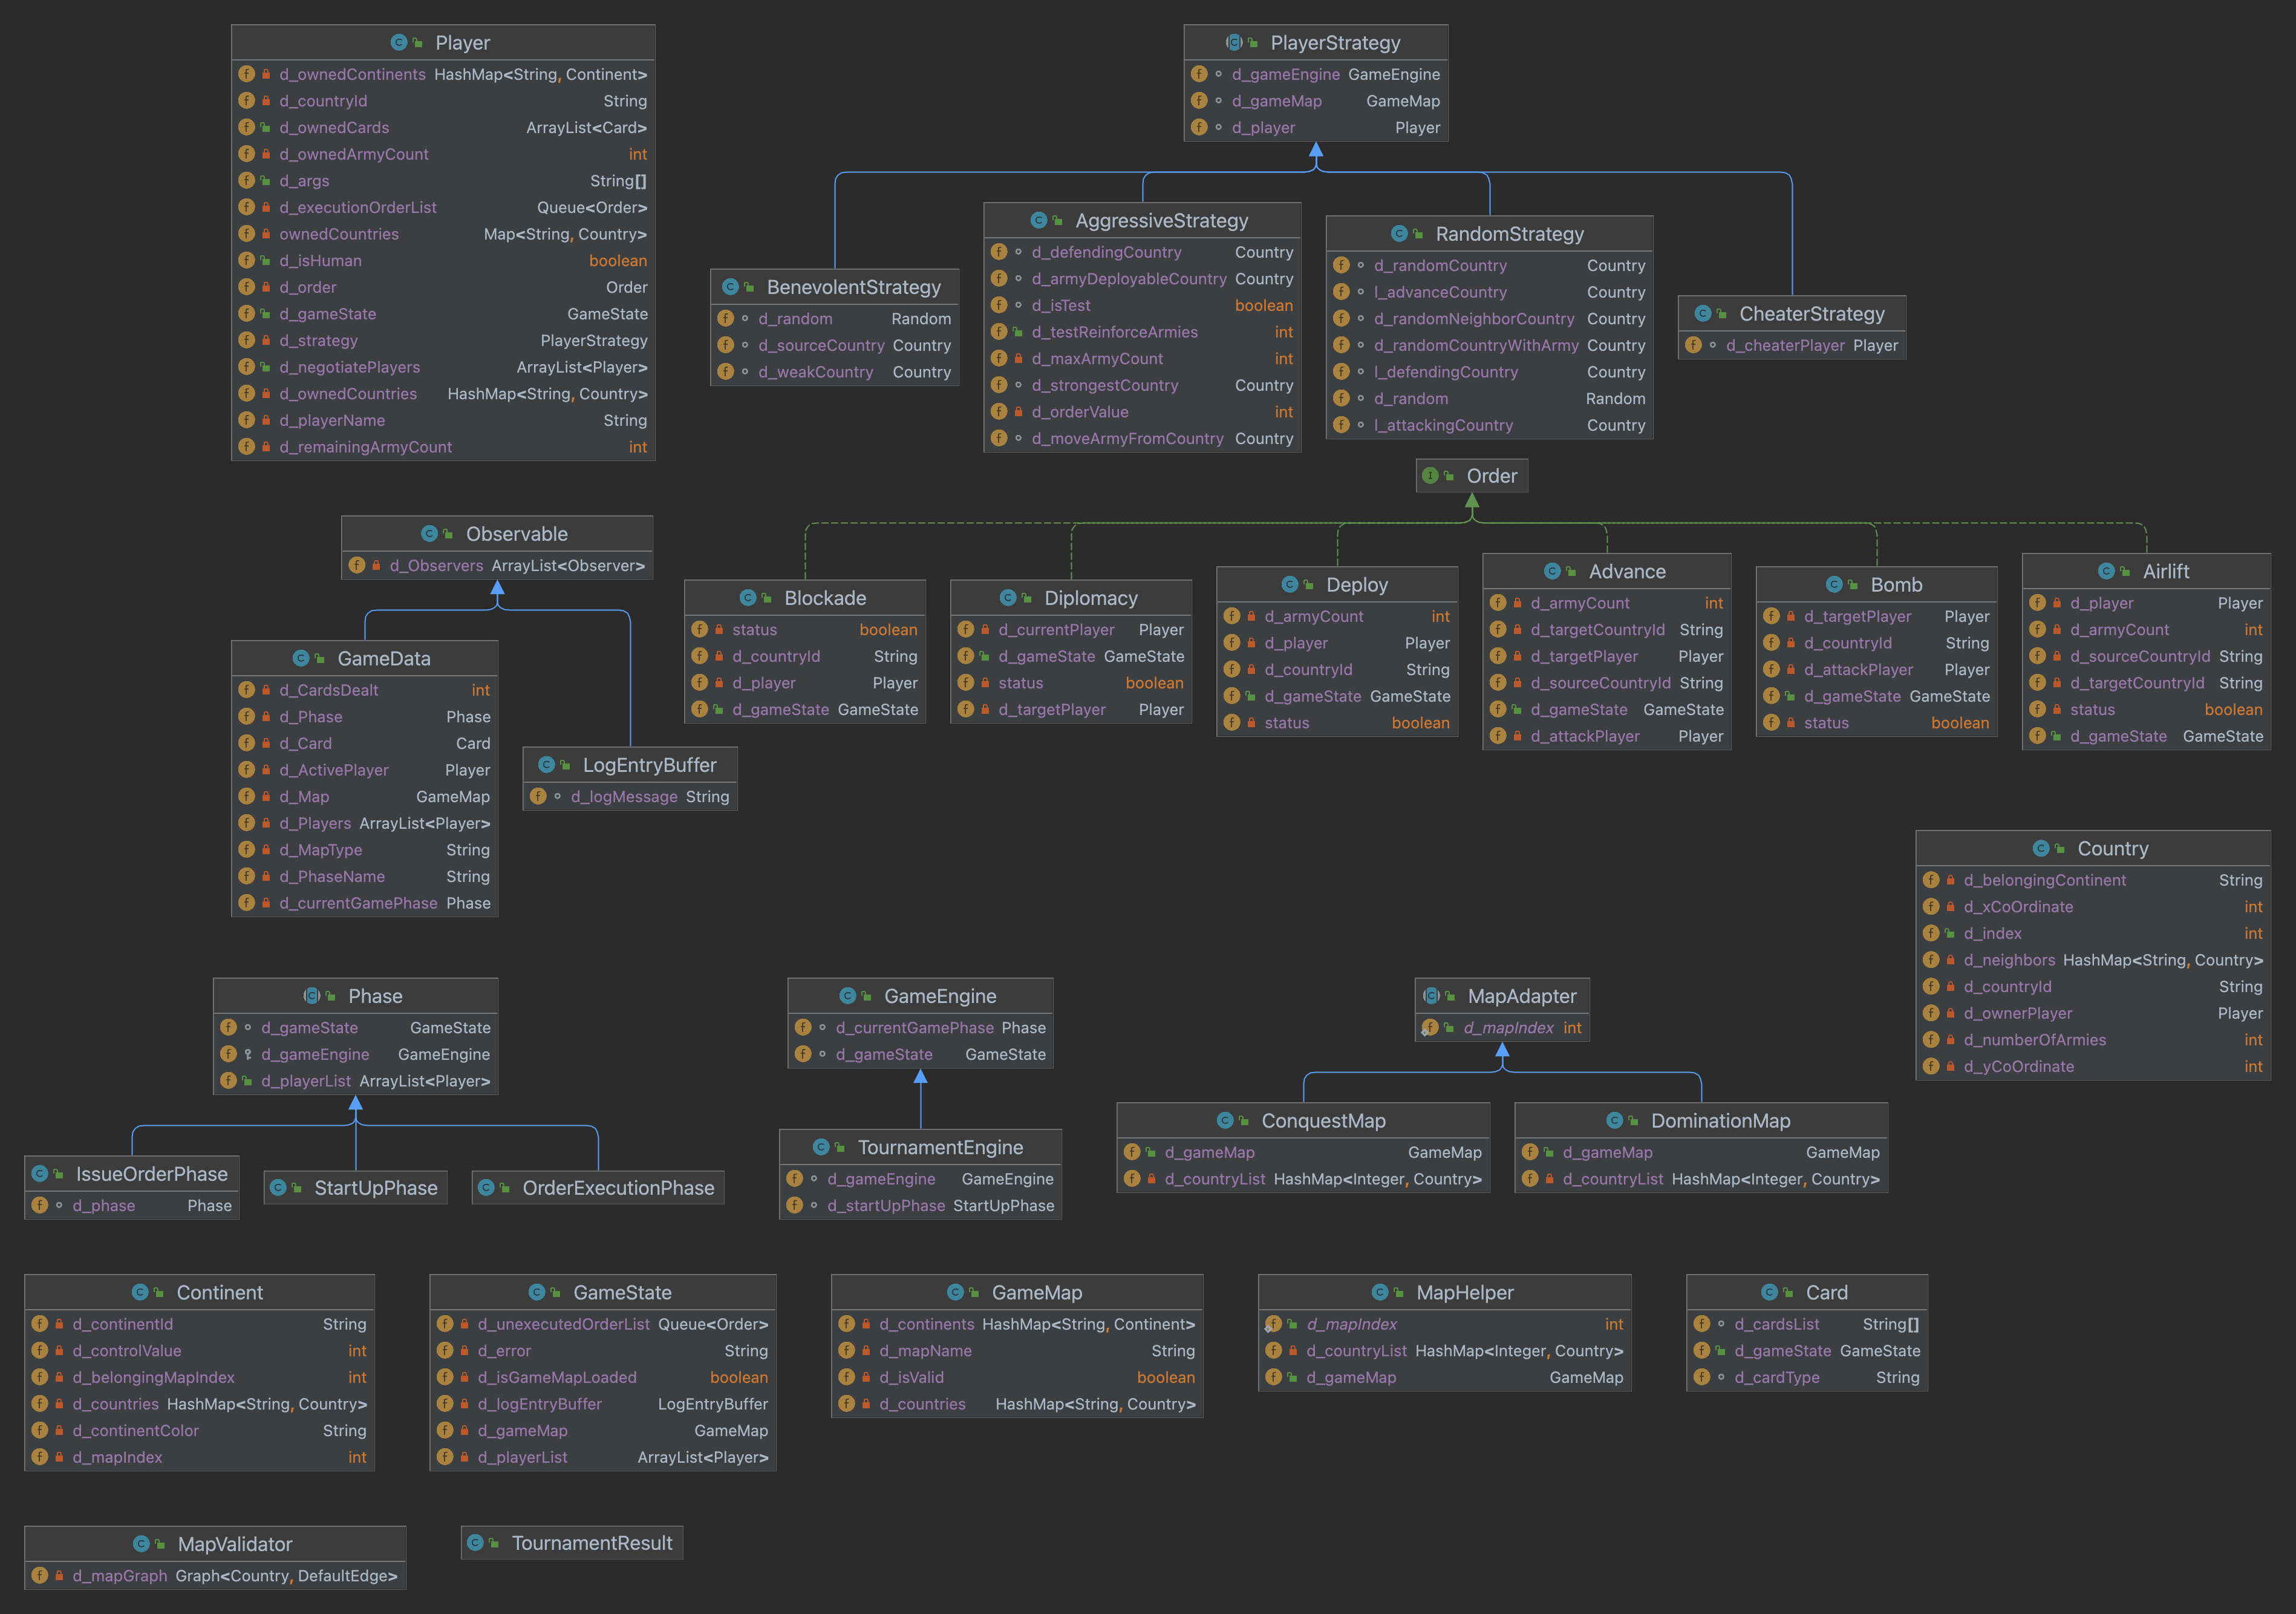 Player
d_ownedContinents HashMap<String, Continent>
d_countryId String
d_ownedCards ArrayList<Card>
d_ownedArmyCount int
d_args String[]
d_executionOrderList Queue<Order>
ownedCountries Map<String, Country>
d_isHuman boolean
d_order Order
d_gameState GameState
d_strategy PlayerStrategy
d_negotiatePlayers ArrayList<Player>
d_ownedCountries HashMap<String, Country>
d_playerName String
d_remainingArmyCount int
PlayerStrategy
d_gameEngine GameEngine
d_gameMap GameMap
d_player Player
BenevolentStrategy
d_random Random
d_sourceCountry Country
d_weakCountry Country
AggressiveStrategy
d_defendingCountry Country
d_armyDeployableCountry Country
d_isTest boolean
d_testReinforceArmies int
d_maxArmyCount int
d_strongestCountry Country
d_orderValue int
d_moveArmyFromCountry Country
RandomStrategy
d_randomCountry Country
l_advanceCountry Country
d_randomNeighborCountry Country
d_randomCountryWithArmy Country
l_defendingCountry Country
d_random Random
l_attackingCountry Country
CheaterStrategy
d_cheaterPlayer Player
Order
Observable
d_Observers ArrayList<Observer>
GameData
d_CardsDealt int
d_Phase Phase
d_Card Card
d_ActivePlayer Player
d_Map GameMap
d_Players ArrayList<Player>
d_MapType String
d_PhaseName String
d_currentGamePhase Phase
LogEntryBuffer
d_logMessage String
Blockade
status boolean
d_countryId String
d_player Player
d_gameState GameState
Diplomacy
d_currentPlayer Player
d_gameState GameState
status boolean
d_targetPlayer Player
Deploy
d_armyCount int
d_player Player
d_countryId String
d_gameState GameState
status boolean
Advance
d_armyCount int
d_targetCountryId String
d_targetPlayer Player
d_sourceCountryId String
d_gameState GameState
d_attackPlayer Player
Bomb
d_targetPlayer Player
d_countryId String
d_attackPlayer Player
d_gameState GameState
status boolean
Airlift
d_player Player
d_armyCount int
d_sourceCountryId String
d_targetCountryId String
status boolean
d_gameState GameState
Country
d_belongingContinent String
d_xCoOrdinate int
d_index int
d_neighbors HashMap<String, Country>
d_countryId String
d_ownerPlayer Player
d_numberOfArmies int
d_yCoOrdinate int
Phase
d_gameState GameState
d_gameEngine GameEngine
d_playerList ArrayList<Player>
IssueOrderPhase
d_phase Phase
StartUpPhase
OrderExecutionPhase
GameEngine
d_currentGamePhase Phase
d_gameState GameState
TournamentEngine
d_gameEngine GameEngine
d_startUpPhase StartUpPhase
MapAdapter
d_mapIndex int
ConquestMap
d_gameMap GameMap
d_countryList HashMap<Integer, Country>
DominationMap
d_gameMap GameMap
d_countryList HashMap<Integer, Country>
Continent
d_continentId String
d_controlValue int
d_belongingMapIndex int
d_countries HashMap<String, Country>
d_continentColor String
d_mapIndex int
GameState
d_unexecutedOrderList Queue<Order>
d_error String
d_isGameMapLoaded boolean
d_logEntryBuffer LogEntryBuffer
d_gameMap GameMap
d_playerList ArrayList<Player>
GameMap
d_continents HashMap<String, Continent>
d_mapName String
d_isValid boolean
d_countries HashMap<String, Country>
MapHelper
d_mapIndex int
d_countryList HashMap<Integer, Country>
d_gameMap GameMap
Card
d_cardsList String[]
d_gameState GameState
d_cardType String
MapValidator
d_mapGraph Graph<Country, DefaultEdge>
TournamentResult